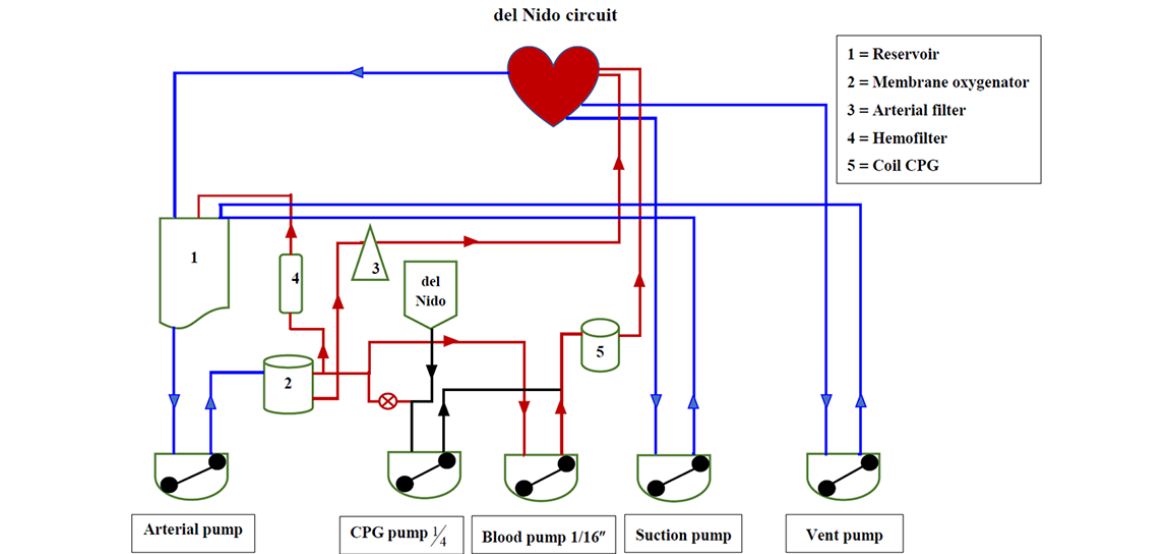 del Nido circuit
1 = Reservoir
2 = Membrane oxygenator
3 = Arterial filter
4 = Hemofilter
5 = Coil CPG
1
4
3
del
Nido
5
2
Arterial pump
CPG pump 1/4
Blood pump 1/16″
Suction pump
Vent pump